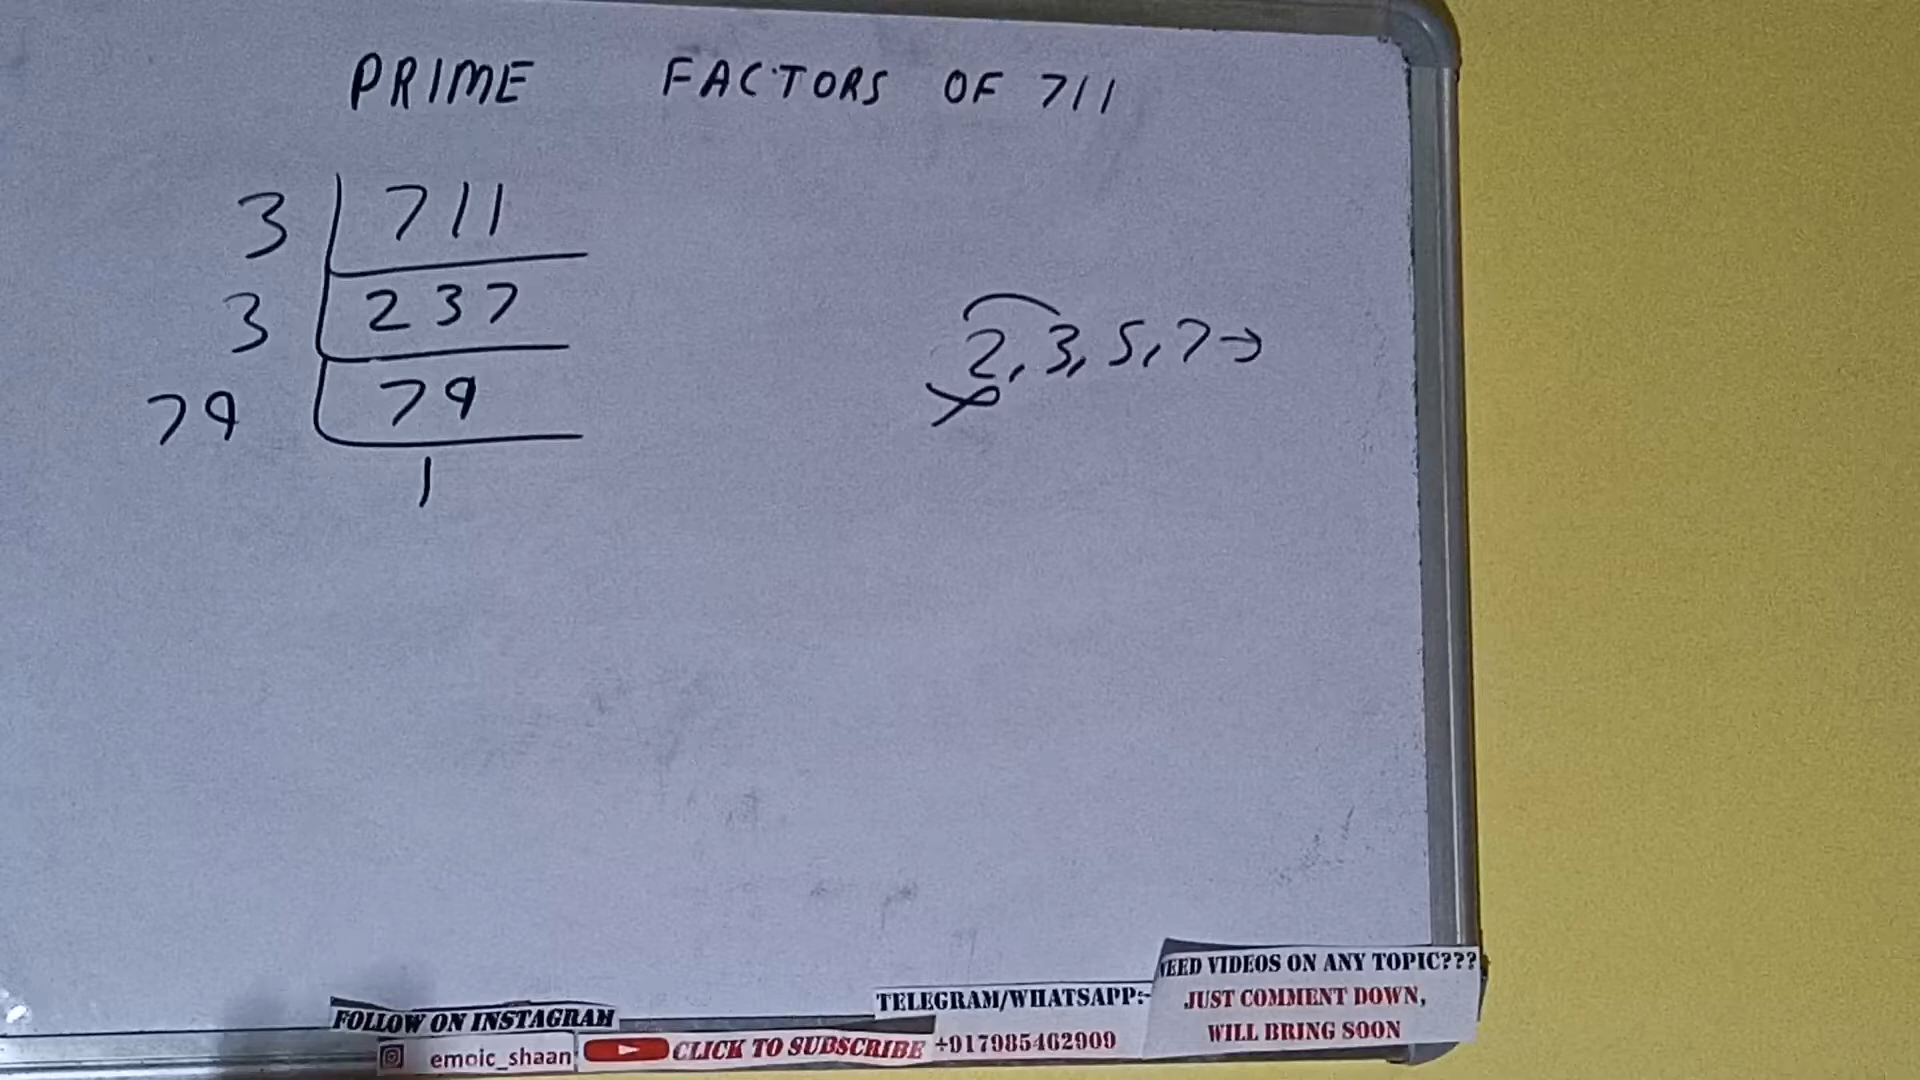 PRIME FACTORS OF 711
3 711
3 237
79 79
1
2, 3, 5, 7→
FOLLOW ON INSTAGRAM
emoic_shaan
CLICK TO SUBSCRIBE
TELEGRAM/WHATSAPP:-
+917985462909
NEED VIDEOS ON ANY TOPIC???
JUST COMMENT DOWN,
WILL BRING SOON